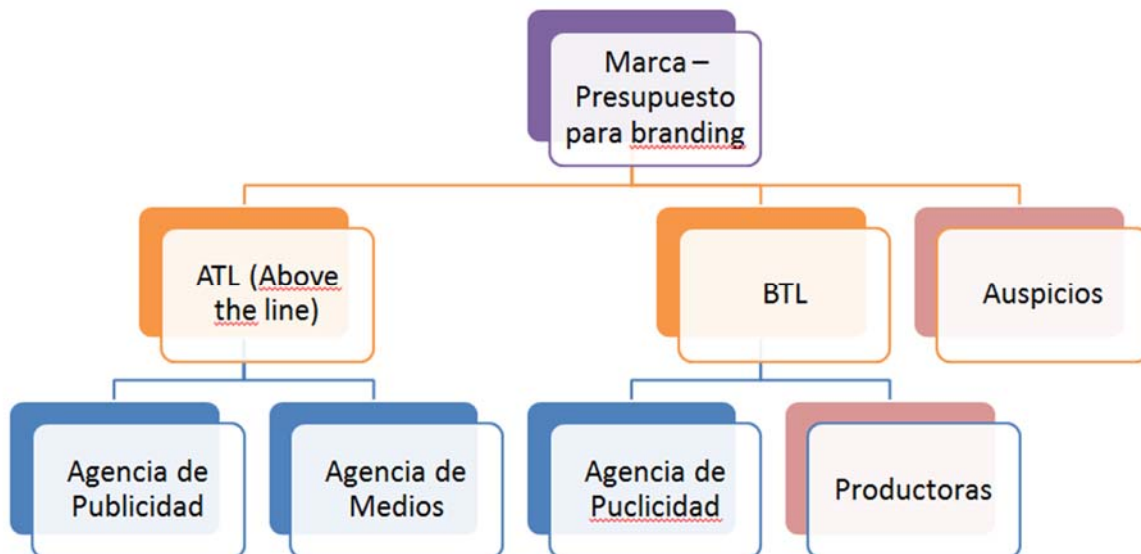 Marca –
Presupuesto
para branding
ATL (Above
the line)
BTL
Auspicios
Agencia de
Publicidad
Agencia de
Medios
Agencia de
Puclicidad
Productoras